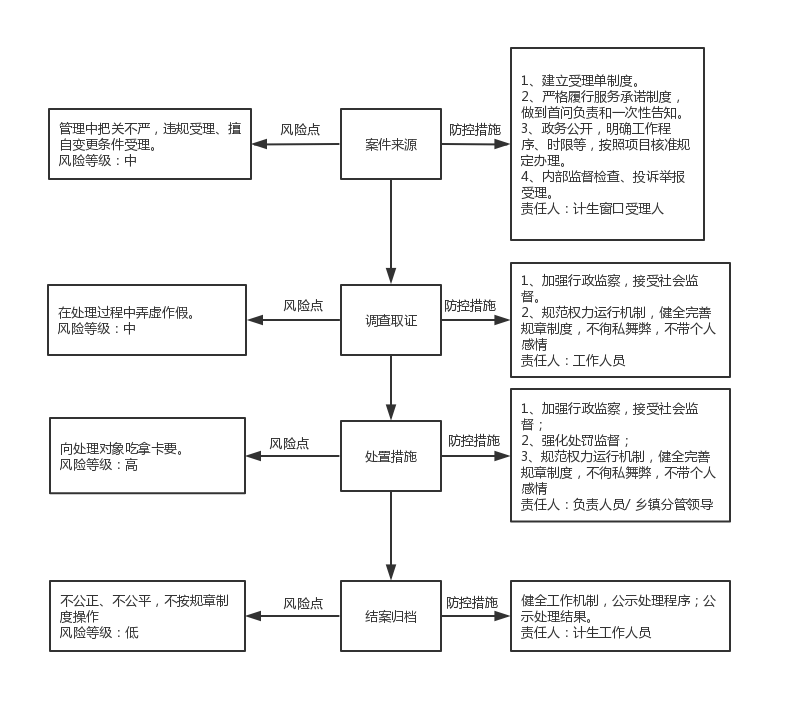 管理中把关不严，违规受理、擅
自变更条件受理。
风险等级：中
风险点
案件来源
防控措施
1、建立受理单制度。
2、严格履行服务承诺制度，
做到首问负责和一次性告知。
3、政务公开，明确工作程
序、时限等，按照项目核准规
定办理。
4、内部监督检查、投诉举报
受理。
责任人：计生窗口受理人
在处理过程中弄虚作假。
风险等级：中
风险点
调查取证
防控措施
1、加强行政监察，接受社会监
督。
2、规范权力运行机制，健全完善
规章制度，不徇私舞弊，不带个人
感情
责任人：工作人员
向处理对象吃拿卡要。
风险等级：高
风险点
处置措施
防控措施
1、加强行政监察，接受社会监
督；
2、强化处罚监督；
3、规范权力运行机制，健全完善
规章制度，不徇私舞弊，不带个人
感情
责任人：负责人员/ 乡镇分管领导
不公正、不公平，不按规章制
度操作
风险等级：低
风险点
结案归档
防控措施
健全工作机制，公示处理程序；公
示处理结果。
责任人：计生工作人员